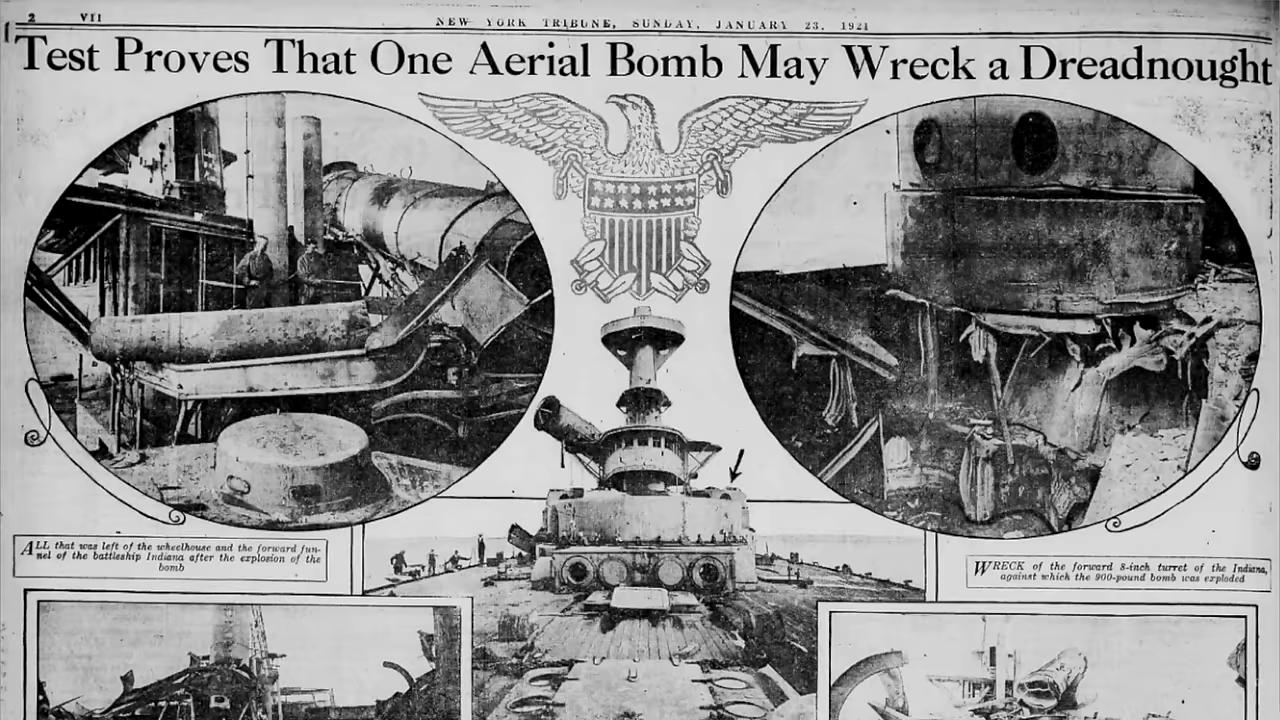 2 VII
NEW YORK TRIBUNE, SUNDAY, JANUARY 23, 1921
Test Proves That One Aerial Bomb May Wreck a Dreadnought
ALL that was left of the wheelhouse and the forward fun-
nel of the battleship Indiana after the explosion of the
bomb
WRECK of the forward 8-inch turret of the Indiana,
against which the 900-pound bomb was exploded